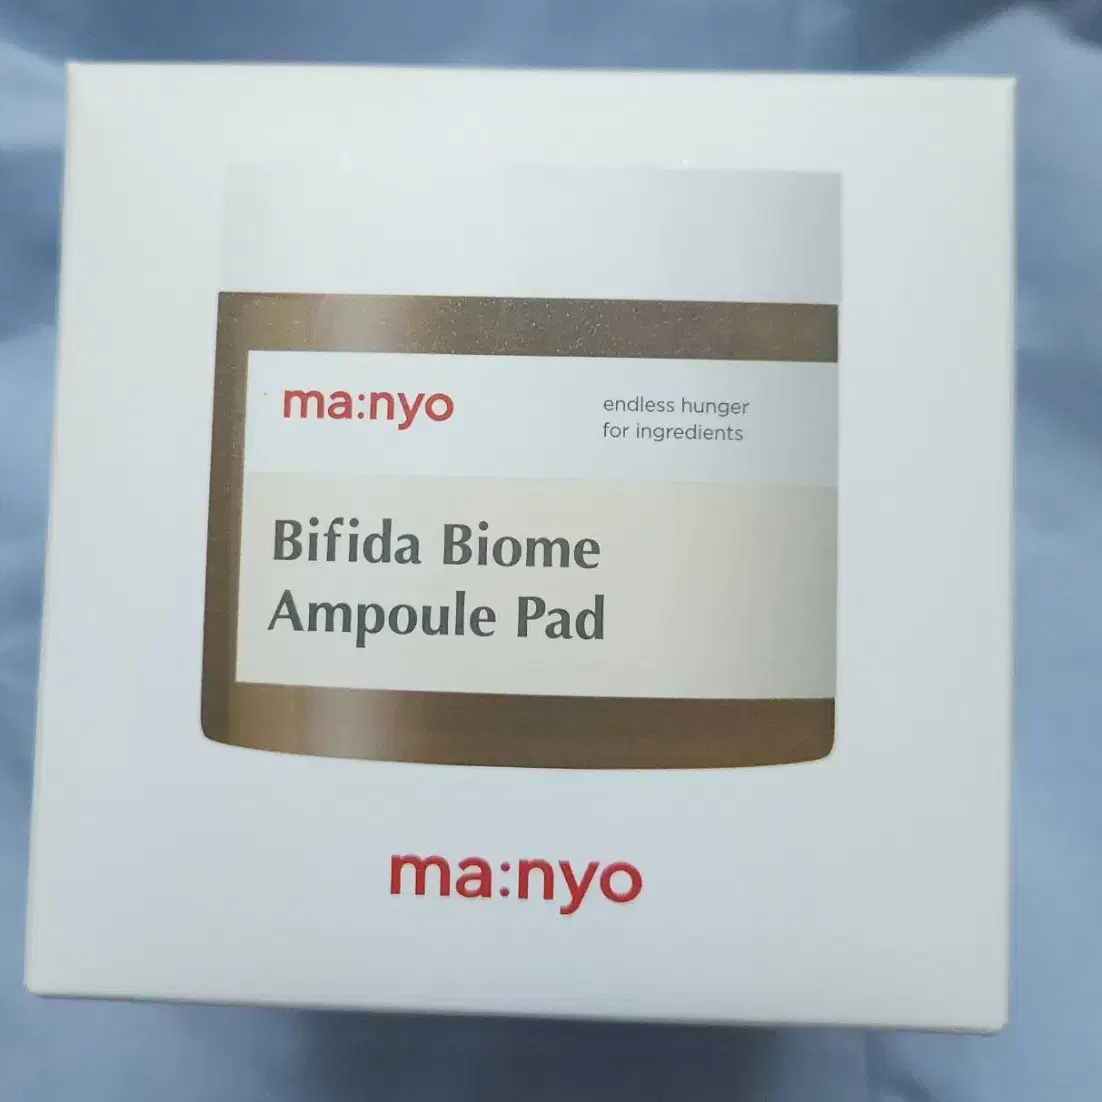 ma:nyo
endless hunger
for ingredients
Bifida Biome
Ampoule Pad
ma:nyo